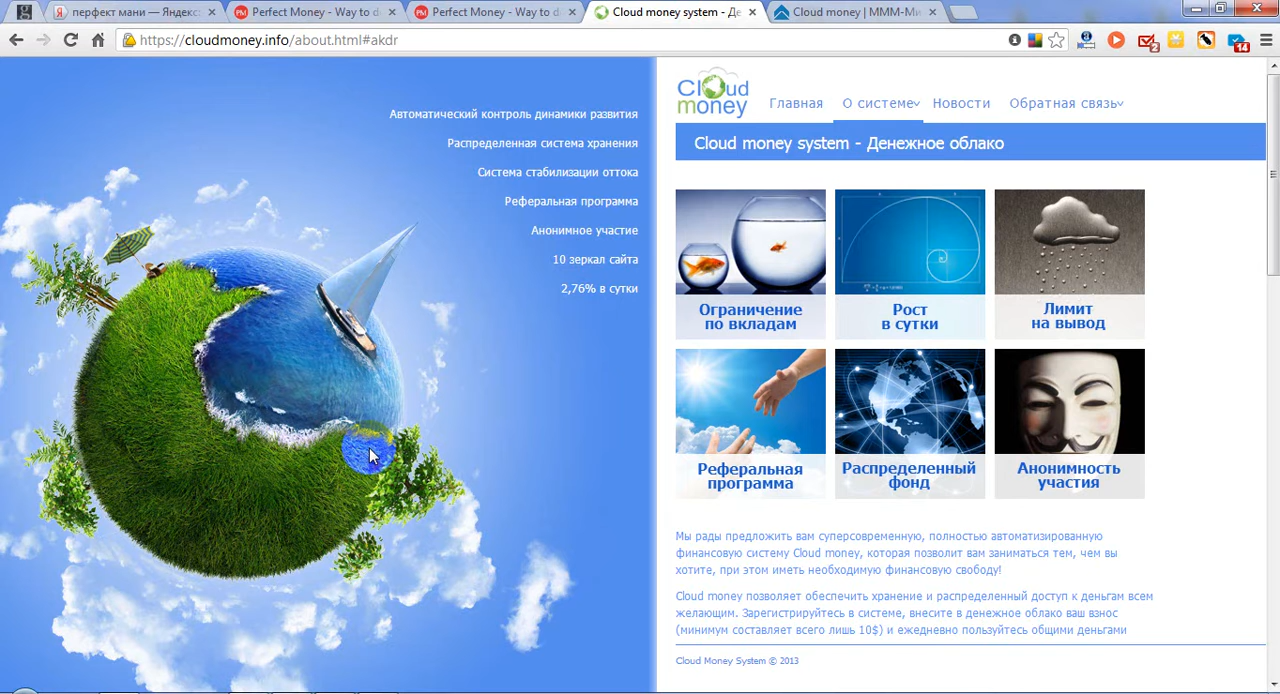 перфект мани — Яндекс:
Perfect Money - Way to d
Perfect Money - Way to d
Cloud money system - Де
Cloud money | МММ-Ми
https://cloudmoney.info/about.html#akdr
2
14
Автоматический контроль динамики развития
Распределенная система хранения
Система стабилизации оттока
Реферальная программа
Анонимное участие
10 зеркал сайта
2,76% в сутки
Cloud
money
Главная
О системе
Новости
Обратная связь
Cloud money system - Денежное облако
Ограничение
по вкладам
Рост
в сутки
Лимит
на вывод
Реферальная
программа
Распределенный
фонд
Анонимность
участия
Мы рады предложить вам суперсовременную, полностью автоматизированную
финансовую систему Cloud money, которая позволит вам заниматься тем, чем вы
хотите, при этом иметь необходимую финансовую свободу!
Cloud money позволяет обеспечить хранение и распределенный доступ к деньгам всем
желающим. Зарегистрируйтесь в системе, внесите в денежное облако ваш взнос
(минимум составляет всего лишь 10$) и ежедневно пользуйтесь общими деньгами
Cloud Money System © 2013